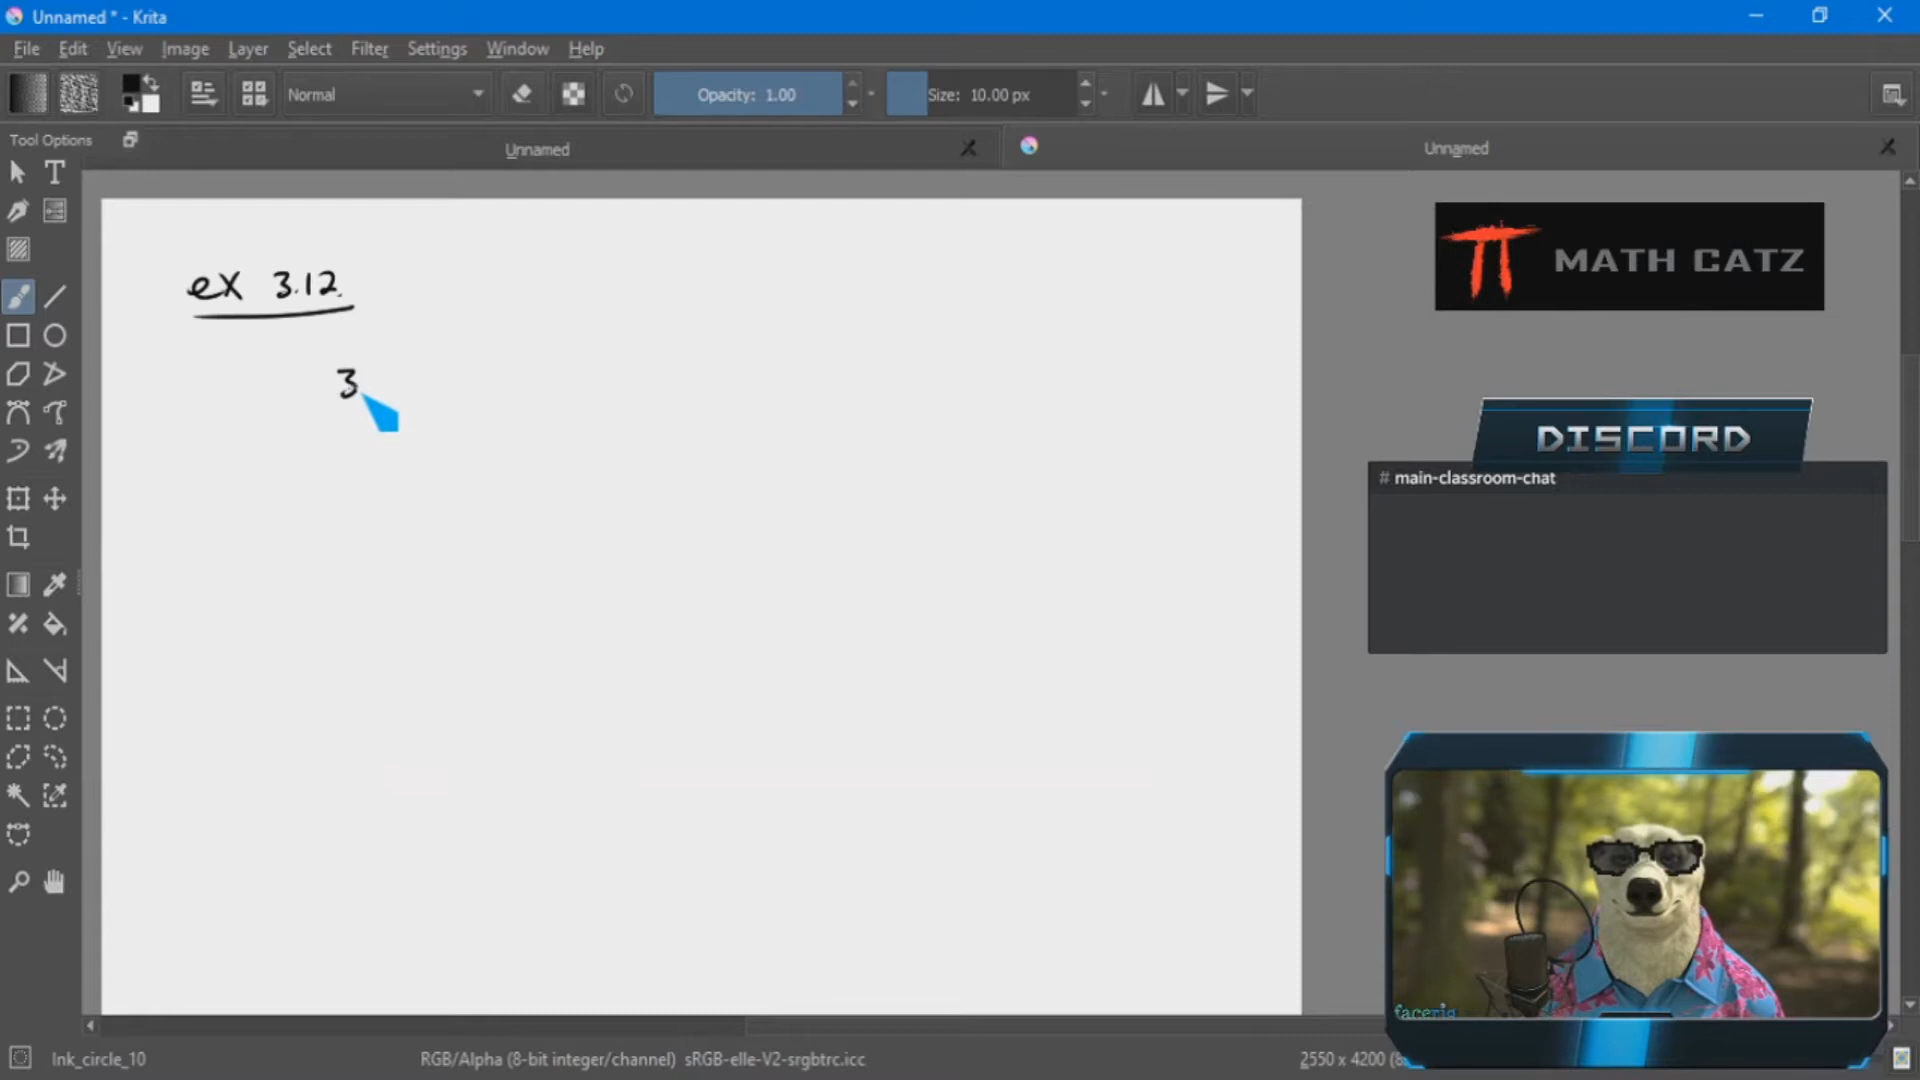 Unnamed * - Krita
File Edit View Image Layer Select Filter Settings Window Help
Normal Opacity: 1.00 Size: 10.00 px
Tool Options
Unnamed Unnamed
ex 3.12.
3
π MATH CATZ
DISCORD
# main-classroom-chat
facerig
Ink_circle_10 RGB/Alpha (8-bit integer/channel) sRGB-elle-V2-srgbtrc.icc 2550 x 4200 (8